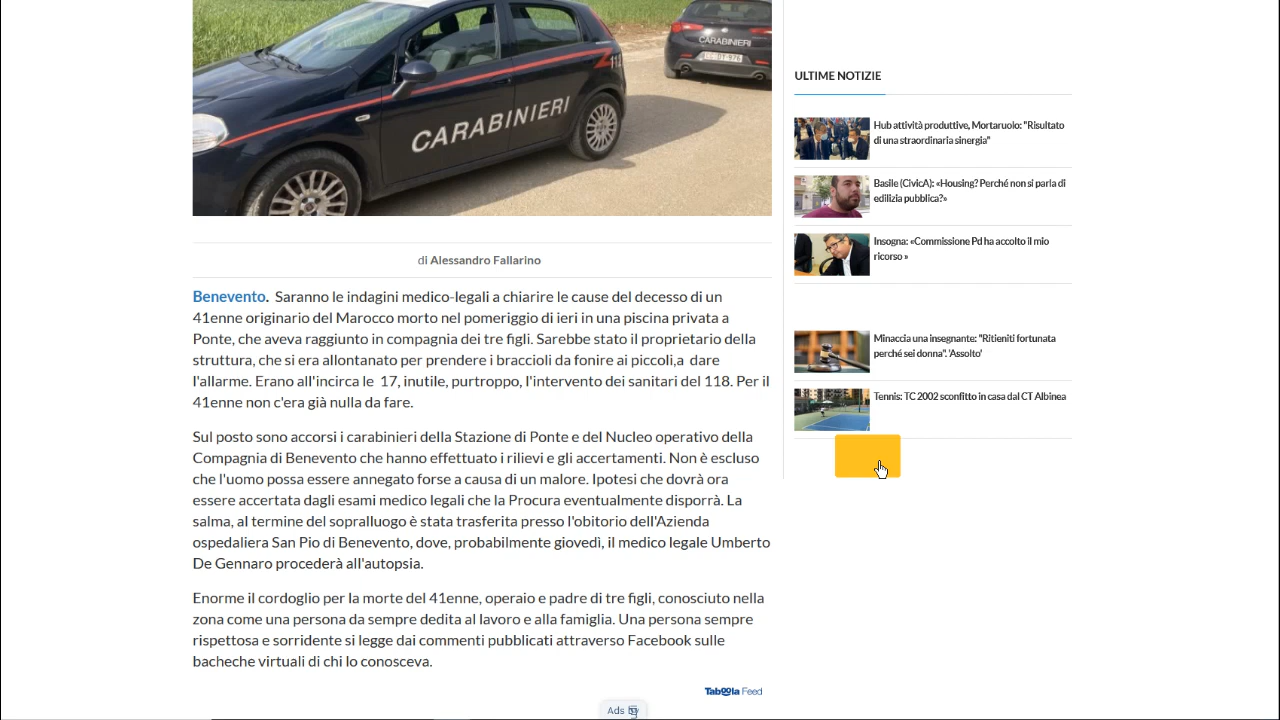 CARABINIERI
CARABINIERI
112
di Alessandro Fallarino
Benevento.  Saranno le indagini medico-legali a chiarire le cause del decesso di un
41enne originario del Marocco morto nel pomeriggio di ieri in una piscina privata a
Ponte, che aveva raggiunto in compagnia dei tre figli. Sarebbe stato il proprietario della
struttura, che si era allontanato per prendere i braccioli da fonire ai piccoli,a  dare
l'allarme. Erano all'incirca le  17, inutile, purtroppo, l'intervento dei sanitari del 118. Per il
41enne non c'era già nulla da fare.
Sul posto sono accorsi i carabinieri della Stazione di Ponte e del Nucleo operativo della
Compagnia di Benevento che hanno effettuato i rilievi e gli accertamenti. Non è escluso
che l'uomo possa essere annegato forse a causa di un malore. Ipotesi che dovrà ora
essere accertata dagli esami medico legali che la Procura eventualmente disporrà. La
salma, al termine del sopralluogo è stata trasferita presso l'obitorio dell'Azienda
ospedaliera San Pio di Benevento, dove, probabilmente giovedì, il medico legale Umberto
De Gennaro procederà all'autopsia.
Enorme il cordoglio per la morte del 41enne, operaio e padre di tre figli, conosciuto nella
zona come una persona da sempre dedita al lavoro e alla famiglia. Una persona sempre
rispettosa e sorridente si legge dai commenti pubblicati attraverso Facebook sulle
bacheche virtuali di chi lo conosceva.
Taboola Feed
Ads by
ULTIME NOTIZIE
Hub attività produttive, Mortaruolo: "Risultato
di una straordinaria sinergia"
Basile (CivicA): «Housing? Perché non si parla di
edilizia pubblica?»
Insogna: «Commissione Pd ha accolto il mio
ricorso »
Minaccia una insegnante: "Ritieniti fortunata
perché sei donna". 'Assolto'
Tennis: TC 2002 sconfitto in casa dal CT Albinea